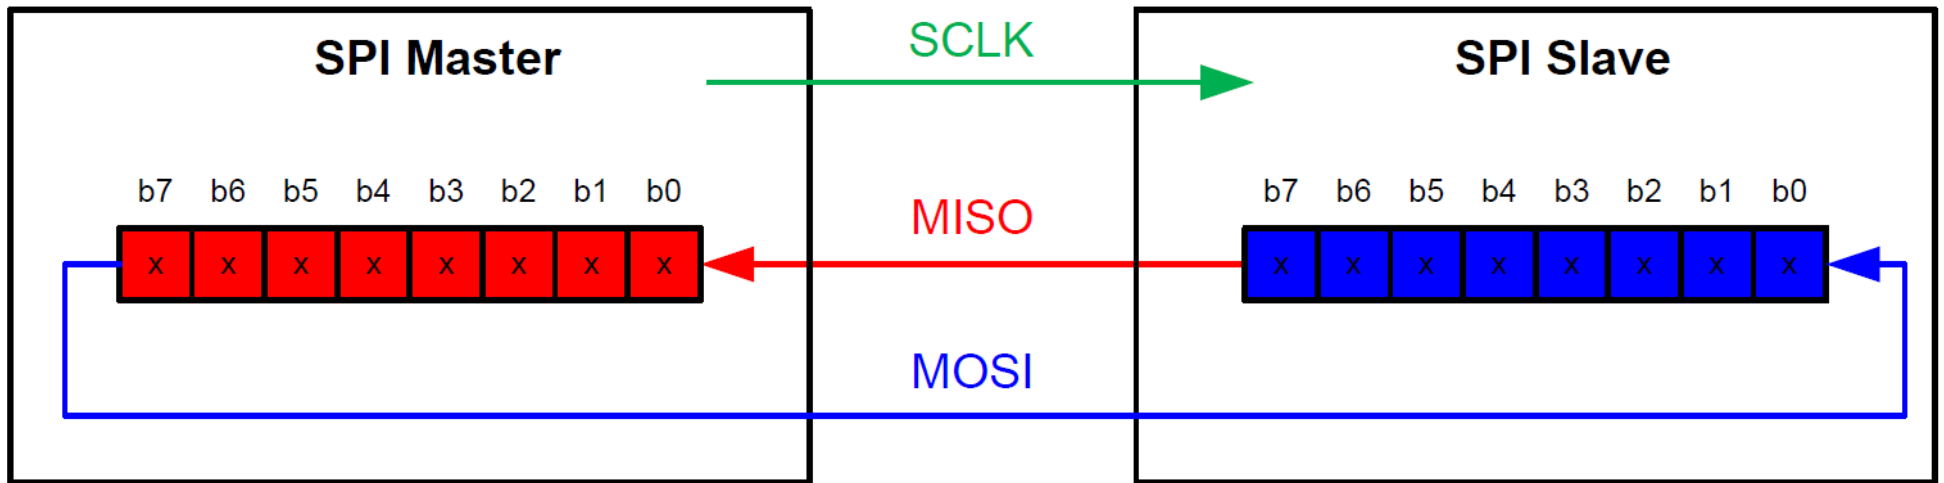 SPI Master
SCLK
SPI Slave
b7 b6 b5 b4 b3 b2 b1 b0
MISO
b7 b6 b5 b4 b3 b2 b1 b0
x x x x x x x x
x x x x x x x x
MOSI